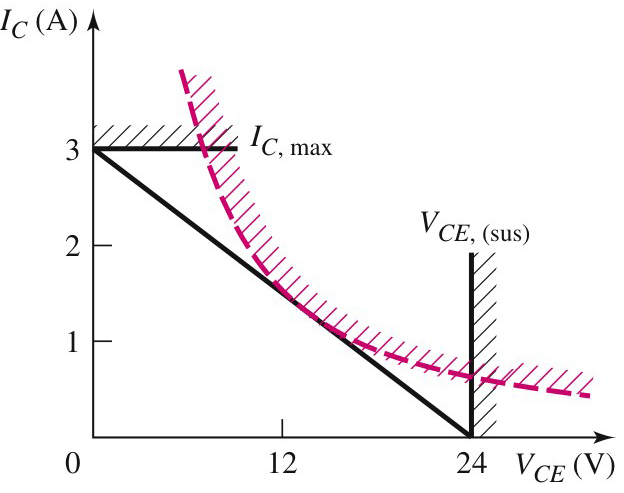 I_C (A)
3
I_C, max
2
V_CE, (sus)
1
0
12
24
V_CE (V)